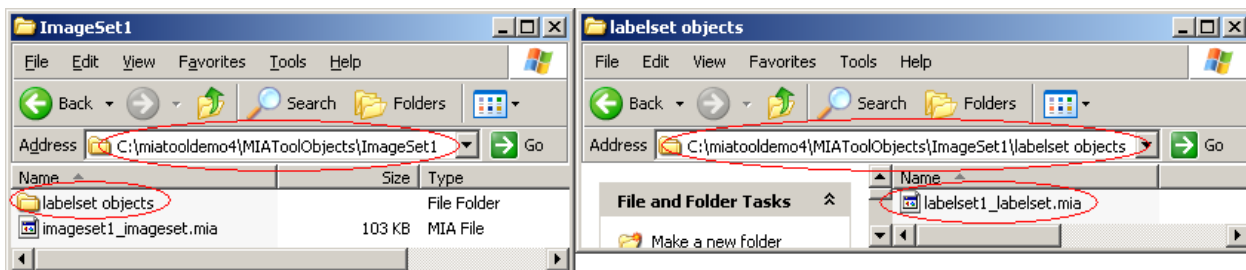 ImageSet1
File Edit View Favorites Tools Help
Back Search Folders
Address C:\miatooldemo4\MIAToolObjects\ImageSet1 Go
Name Size Type
labelset objects File Folder
imageset1_imageset.mia 103 KB MIA File
labelset objects
File Edit View Favorites Tools Help
Back Search Folders
Address C:\miatooldemo4\MIAToolObjects\ImageSet1\labelset objects Go
File and Folder Tasks
Make a new folder
Name
labelset1_labelset.mia